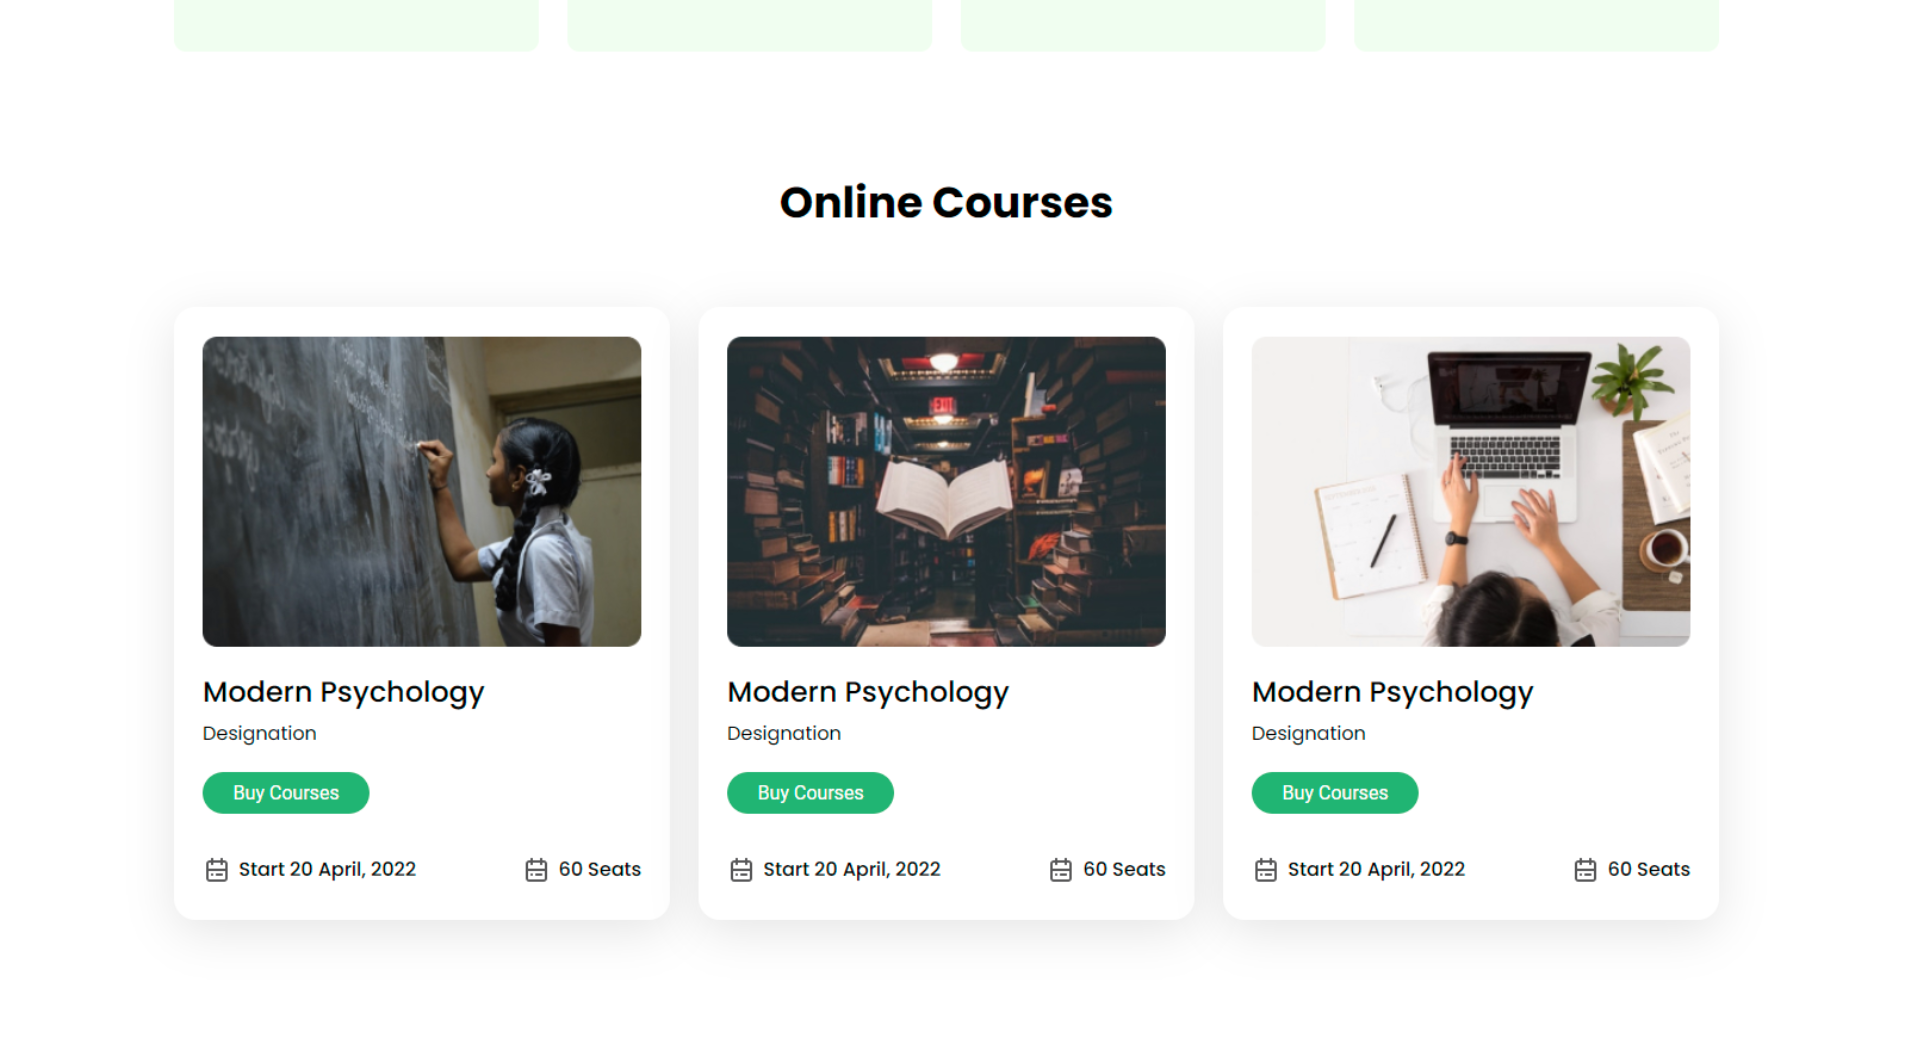 Online Courses
EXIT
Modern Psychology
Designation
Buy Courses
Start 20 April, 2022
60 Seats
Modern Psychology
Designation
Buy Courses
Start 20 April, 2022
60 Seats
Modern Psychology
Designation
Buy Courses
Start 20 April, 2022
60 Seats